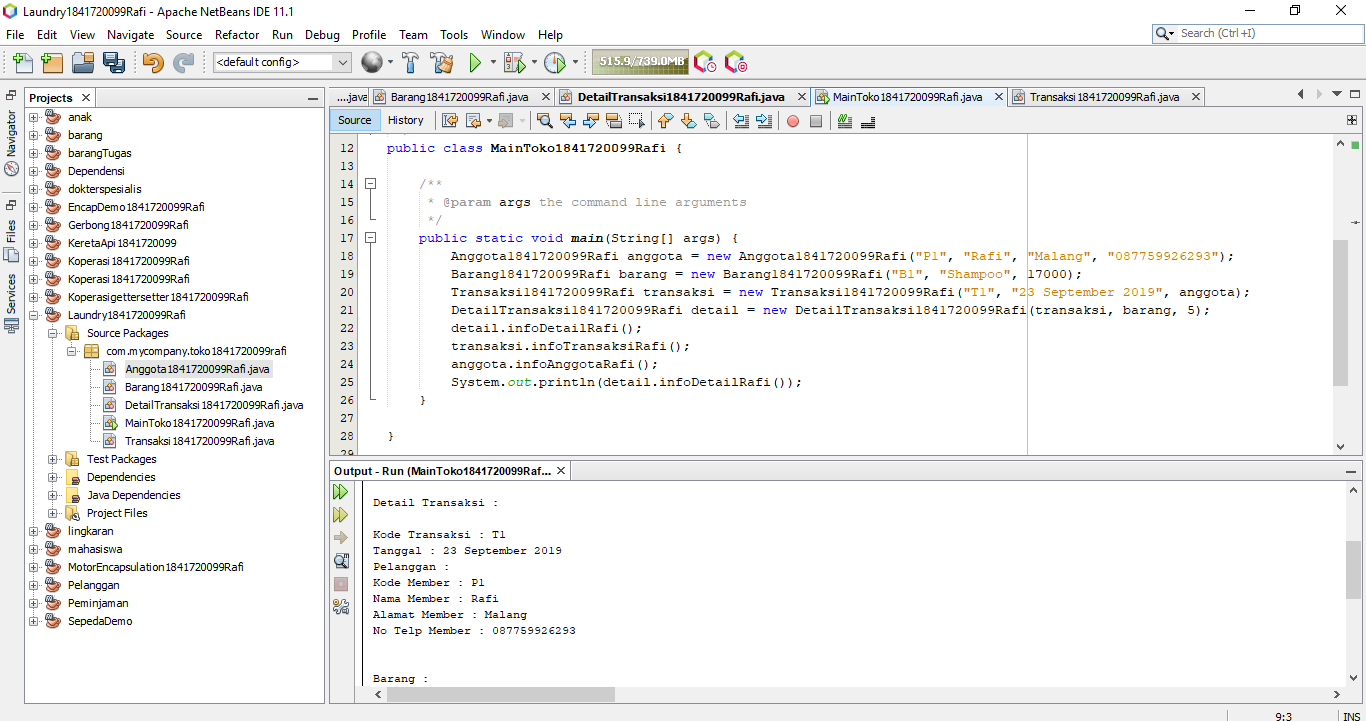 Laundry1841720099Rafi - Apache NetBeans IDE 11.1
File Edit View Navigate Source Refactor Run Debug Profile Team Tools Window Help
Search (Ctrl+I)
<default config>
515.9/739.0MB
Projects
Navigator
Files
Services
anak
barang
barangTugas
Dependensi
dokterspesialis
EncapDemo1841720099Rafi
Gerbong1841720099Rafi
KeretaApi1841720099
Koperasi1841720099Rafi
Koperasi1841720099Rafi
Koperasigettersetter1841720099Rafi
Laundry1841720099Rafi
Source Packages
com.mycompany.toko1841720099rafi
Anggota1841720099Rafi.java
Barang1841720099Rafi.java
DetailTransaksi1841720099Rafi.java
MainToko1841720099Rafi.java
Transaksi1841720099Rafi.java
Test Packages
Dependencies
Java Dependencies
Project Files
lingkaran
mahasiswa
MotorEncapsulation1841720099Rafi
Pelanggan
Peminjaman
SepedaDemo
....java Barang1841720099Rafi.java DetailTransaksi1841720099Rafi.java MainToko1841720099Rafi.java Transaksi1841720099Rafi.java
Source History
12 public class MainToko1841720099Rafi {
13
14 /**
15 * @param args the command line arguments
16 */
17 public static void main(String[] args) {
18 Anggota1841720099Rafi anggota = new Anggota1841720099Rafi("P1", "Rafi", "Malang", "087759926293");
19 Barang1841720099Rafi barang = new Barang1841720099Rafi("B1", "Shampoo", 17000);
20 Transaksi1841720099Rafi transaksi = new Transaksi1841720099Rafi("T1", "23 September 2019", anggota);
21 DetailTransaksi1841720099Rafi detail = new DetailTransaksi1841720099Rafi(transaksi, barang, 5);
22 detail.infoDetailRafi();
23 transaksi.infoTransaksiRafi();
24 anggota.infoAnggotaRafi();
25 System.out.println(detail.infoDetailRafi());
26 }
27
28 }
29
Output - Run (MainToko1841720099Raf...
Detail Transaksi :
Kode Transaksi : T1
Tanggal : 23 September 2019
Pelanggan :
Kode Member : P1
Nama Member : Rafi
Alamat Member : Malang
No Telp Member : 087759926293
Barang :
9:3 INS